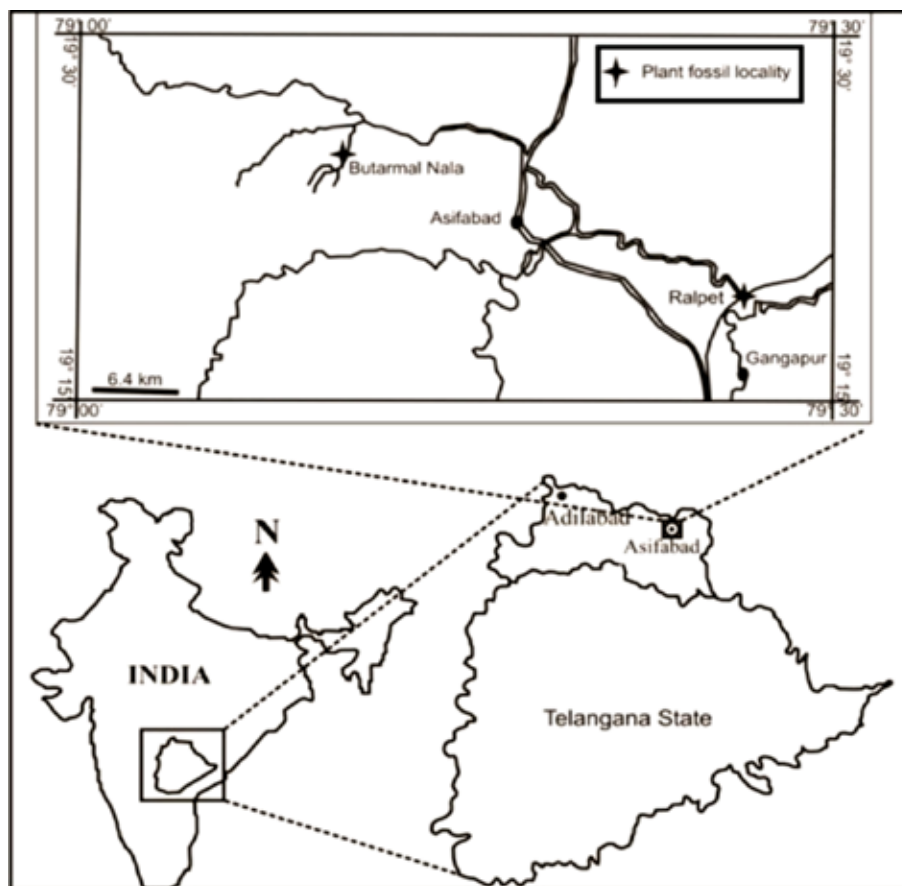 79° 00′
79° 30′
19° 30′
19° 30′
Plant fossil locality
Butarmal Nala
Asifabad
Ralpet
Gangapur
6.4 km
19° 15′
19° 15′
79° 00′
79° 30′
N
Adilabad
Asifabad
INDIA
Telangana State